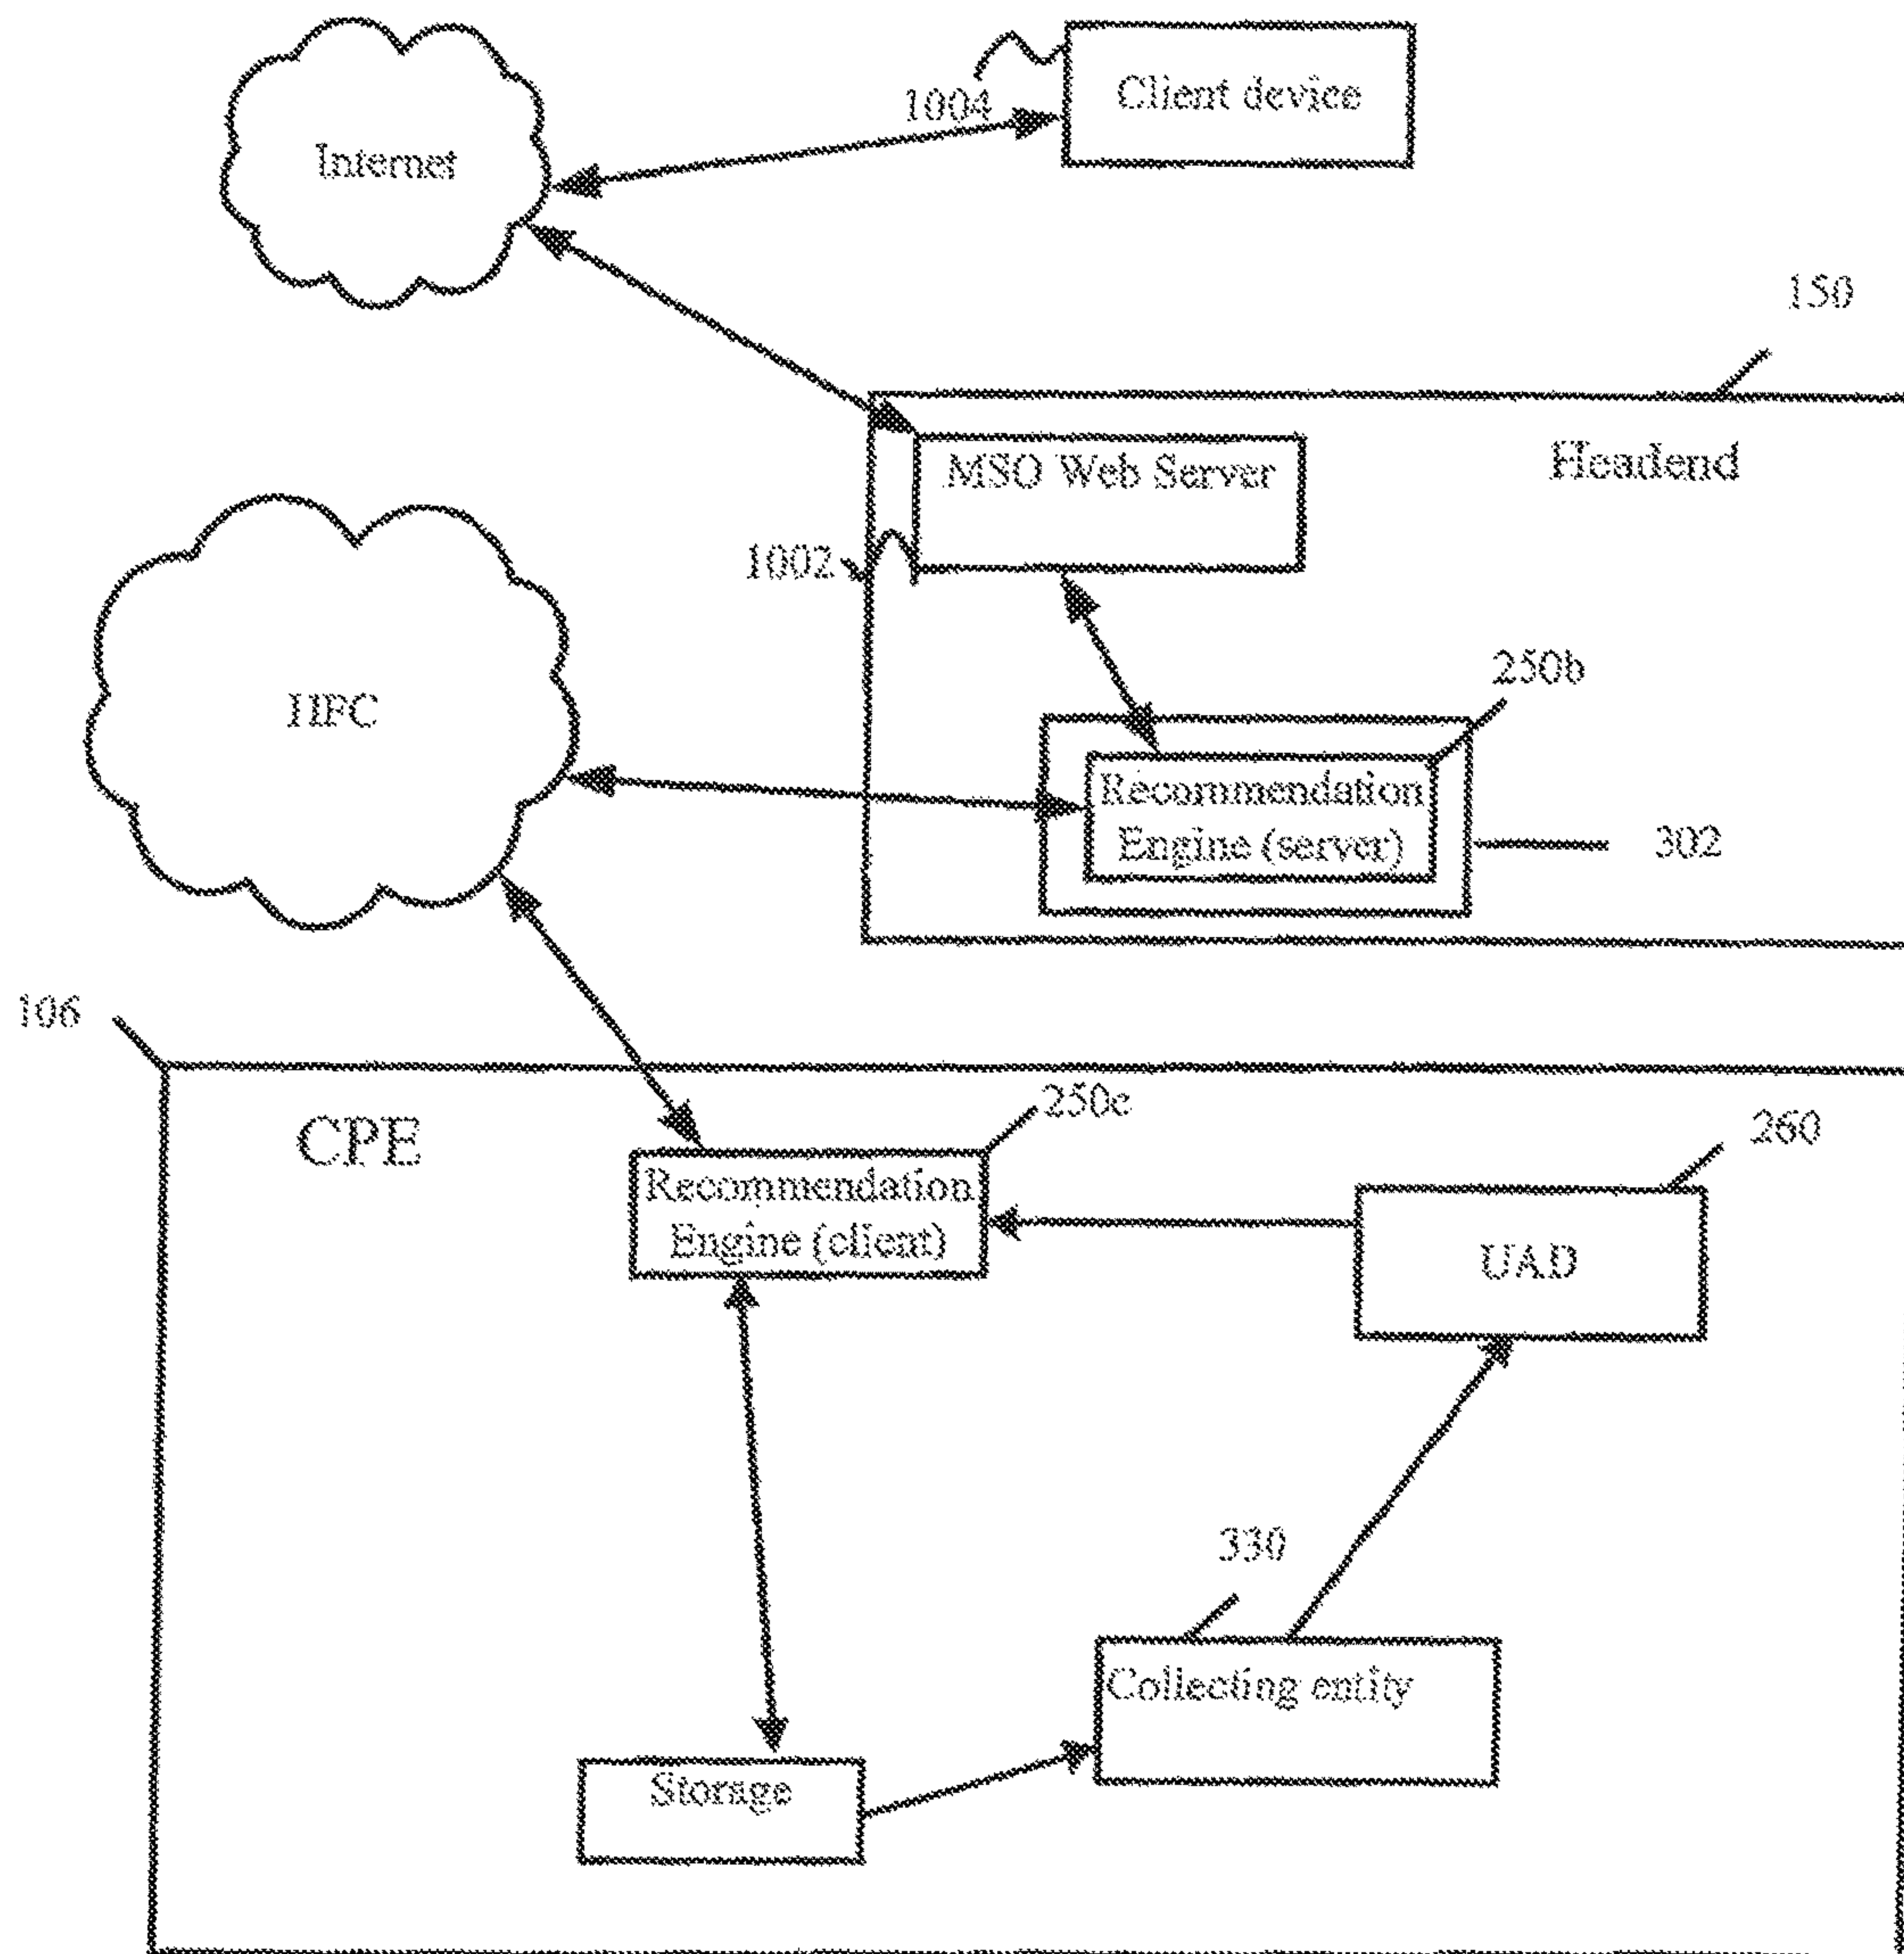 Client device
1004
Internet
150
Headend
MSO Web Server
1002
250b
HFC
Recommendation
Engine (server)
302
106
CPE
250c
260
Recommendation
Engine (client)
UAD
330
Collecting entity
Storage